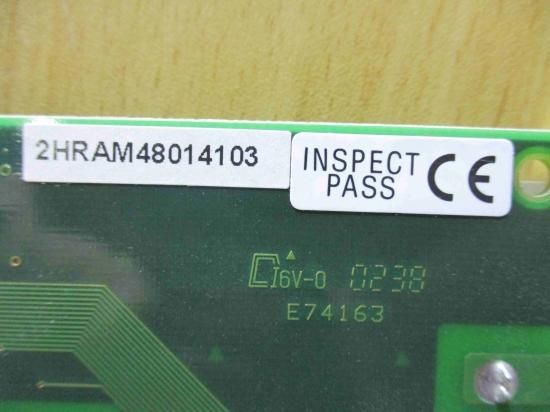 2HRAM48014103
INSPECT
PASS
CE
I6V-0 0238
E74163